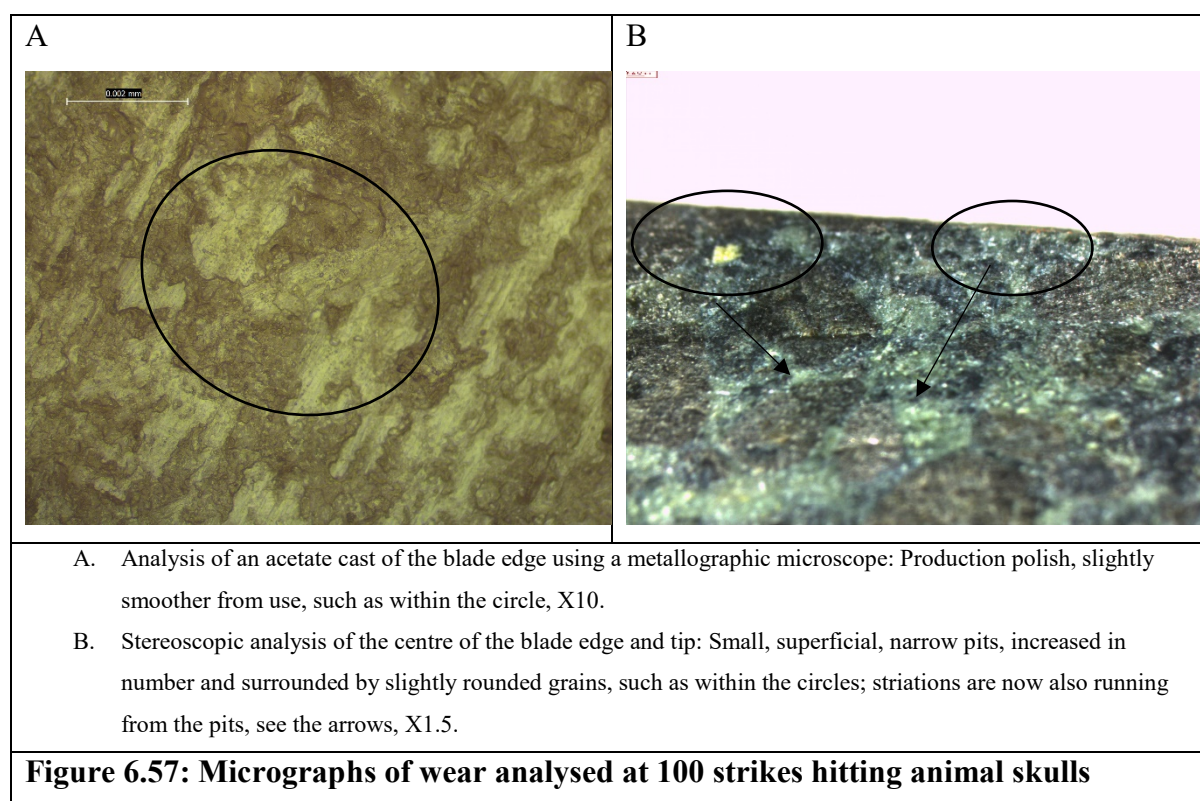 A
B
0.002 mm
A. Analysis of an acetate cast of the blade edge using a metallographic microscope: Production polish, slightly
smoother from use, such as within the circle, X10.
B. Stereoscopic analysis of the centre of the blade edge and tip: Small, superficial, narrow pits, increased in
number and surrounded by slightly rounded grains, such as within the circles; striations are now also running
from the pits, see the arrows, X1.5.
Figure 6.57: Micrographs of wear analysed at 100 strikes hitting animal skulls